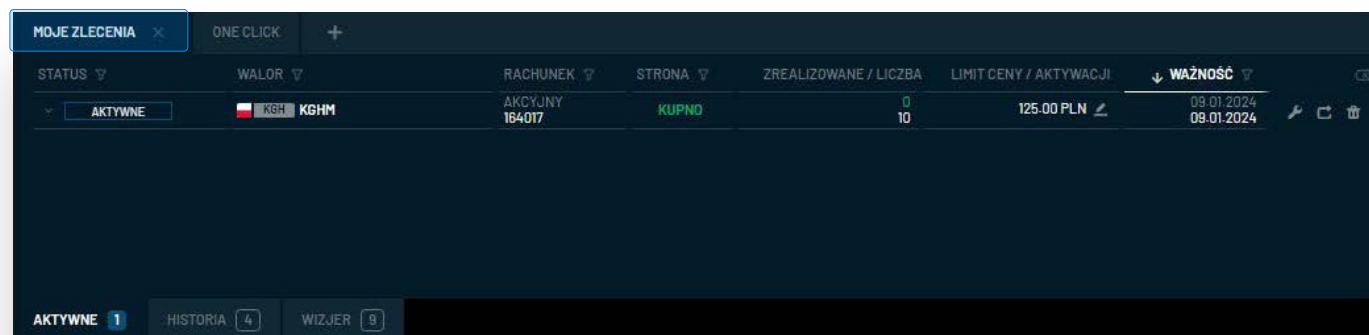 MOJE ZLECENIA ONE CLICK
STATUS WALOR RACHUNEK STRONA ZREALIZOWANE / LICZBA LIMIT CENY / AKTYWACJI WAŻNOŚĆ
AKTYWNE KGH KGHM AKCYJNY KUPNO 0 125.00 PLN 09.01.2024
164017 10 09.01.2024
AKTYWNE 1 HISTORIA 4 WIZJER 9